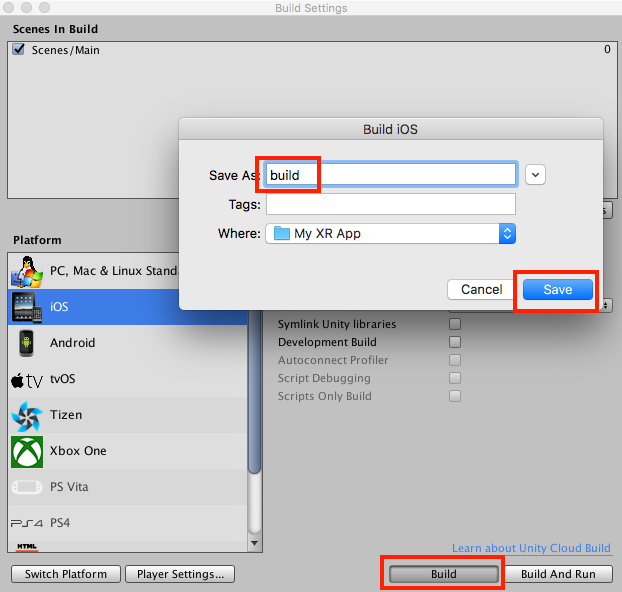 Build Settings
Scenes In Build
Scenes/Main 0
Build iOS
Save As: build
Tags:
Where: My XR App
Cancel Save
Platform
PC, Mac & Linux Stand
iOS
Android
tv tvOS
Tizen
Xbox One
PS Vita
PS4 PS4
HTML
Symlink Unity libraries
Development Build
Autoconnect Profiler
Script Debugging
Scripts Only Build
Learn about Unity Cloud Build
Switch Platform Player Settings... Build Build And Run